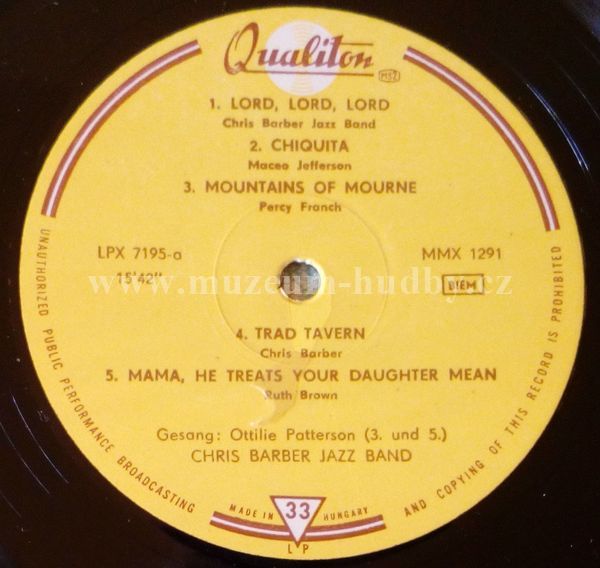 Qualiton
MSZ
1. LORD, LORD, LORD
Chris Barber Jazz Band
2. CHIQUITA
Maceo Jefferson
3. MOUNTAINS OF MOURNE
Percy Franch
LPX 7195-a
MMX 1291
15'42"
BIEM
www.muzeum-hudby.cz
4. TRAD TAVERN
Chris Barber
5. MAMA, HE TREATS YOUR DAUGHTER MEAN
Ruth Brown
Gesang: Ottilie Patterson (3. und 5.)
CHRIS BARBER JAZZ BAND
UNAUTHORIZED PUBLIC PERFORMANCE BROADCASTING
AND COPYING OF THIS RECORD IS PROHIBITED
MADE IN HUNGARY
33
LP